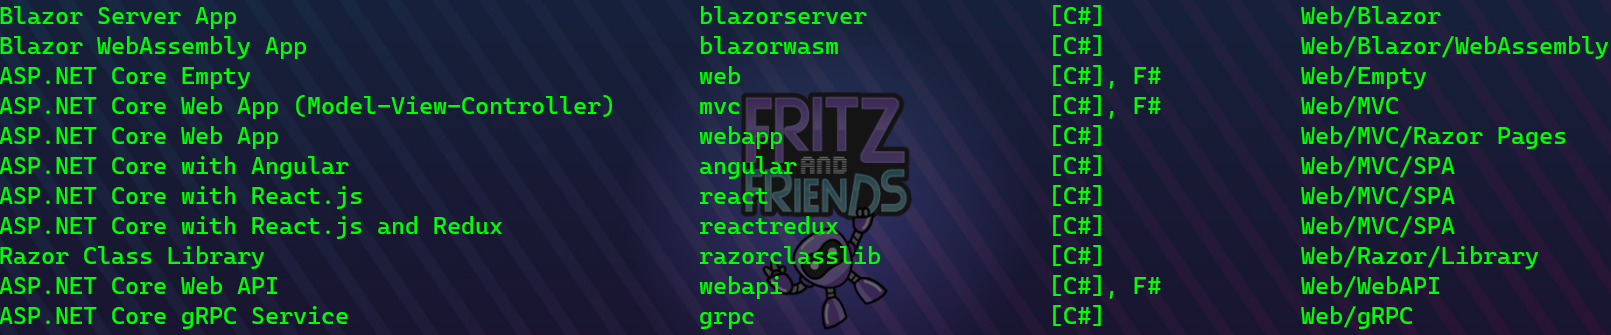 Blazor Server App blazorserver [C#] Web/Blazor
Blazor WebAssembly App blazorwasm [C#] Web/Blazor/WebAssembly
ASP.NET Core Empty web [C#], F# Web/Empty
ASP.NET Core Web App (Model-View-Controller) mvc [C#], F# Web/MVC
ASP.NET Core Web App webapp [C#] Web/MVC/Razor Pages
ASP.NET Core with Angular angular [C#] Web/MVC/SPA
ASP.NET Core with React.js react [C#] Web/MVC/SPA
ASP.NET Core with React.js and Redux reactredux [C#] Web/MVC/SPA
Razor Class Library razorclasslib [C#] Web/Razor/Library
ASP.NET Core Web API webapi [C#], F# Web/WebAPI
ASP.NET Core gRPC Service grpc [C#] Web/gRPC
FRITZ
AND
FRIENDS